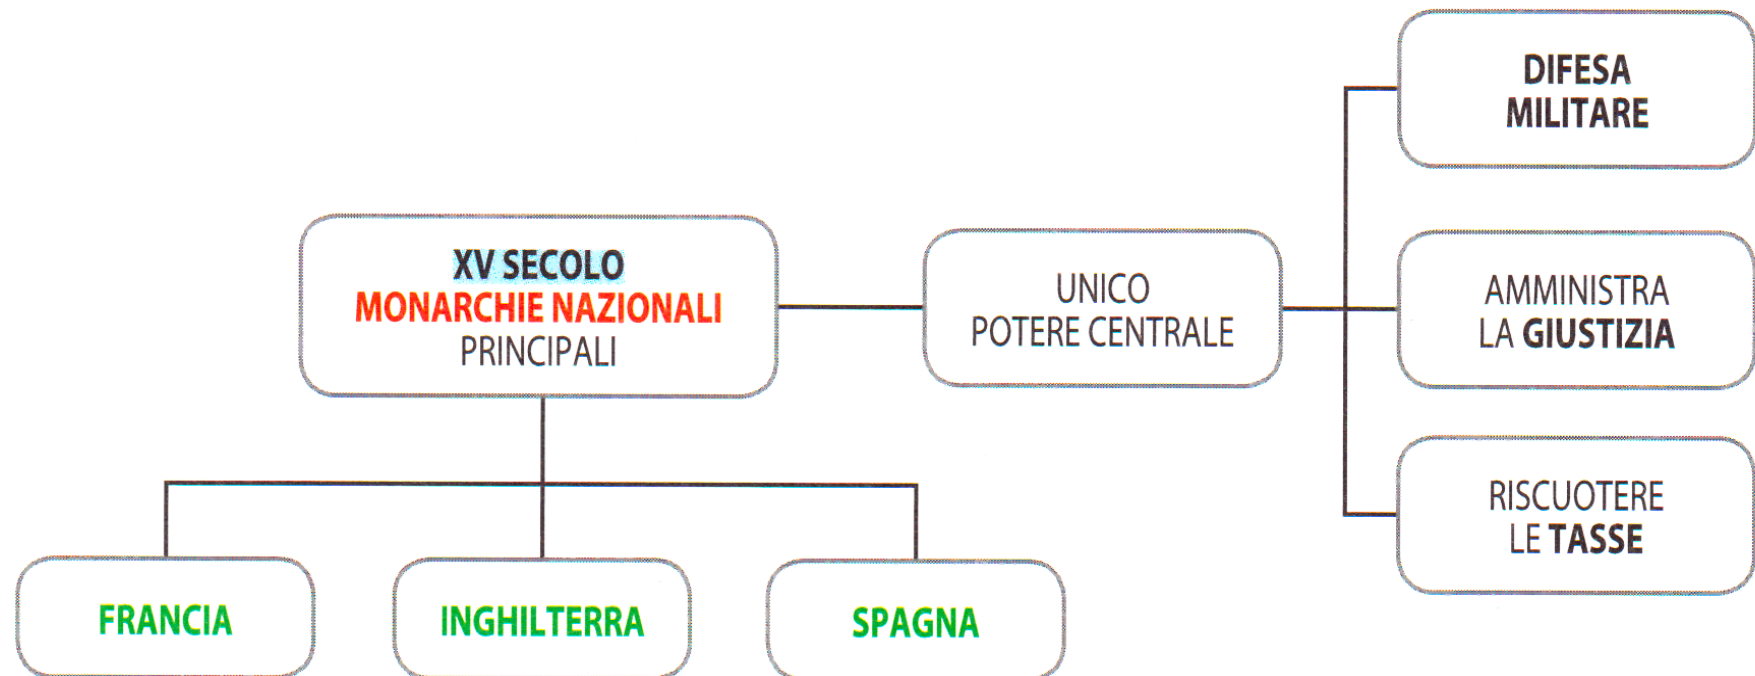 DIFESA
MILITARE
XV SECOLO
MONARCHIE NAZIONALI
PRINCIPALI
UNICO
POTERE CENTRALE
AMMINISTRA
LA GIUSTIZIA
RISCUOTERE
LE TASSE
FRANCIA
INGHILTERRA
SPAGNA